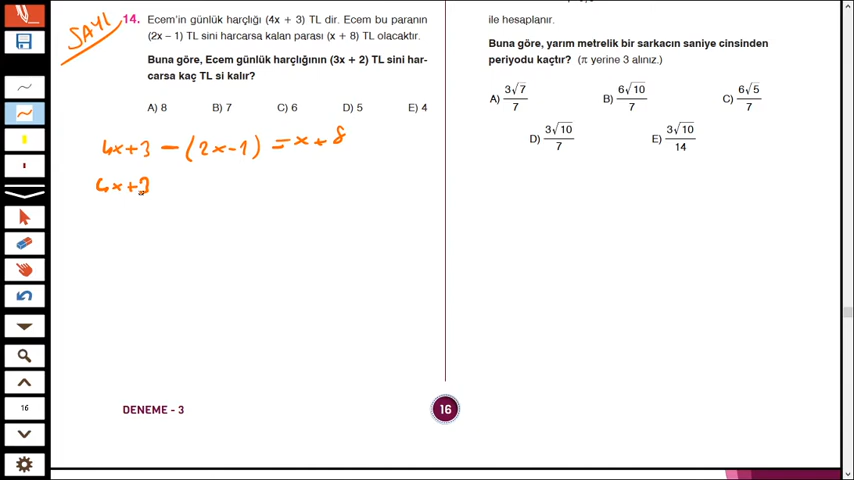 SAYI
14. Ecem'in günlük harçlığı (4x + 3) TL dir. Ecem bu paranın
(2x – 1) TL sini harcarsa kalan parası (x + 8) TL olacaktır.
Buna göre, Ecem günlük harçlığının (3x + 2) TL sini har-
carsa kaç TL si kalır?
A) 8 B) 7 C) 6 D) 5 E) 4
4x+3 - (2x-1) = x + 8
4x+3
DENEME - 3
16
ile hesaplanır.
Buna göre, yarım metrelik bir sarkacın saniye cinsinden
periyodu kaçtır? (π yerine 3 alınız.)
A) 3√7/7 B) 6√10/7 C) 6√5/7
D) 3√10/7 E) 3√10/14
16